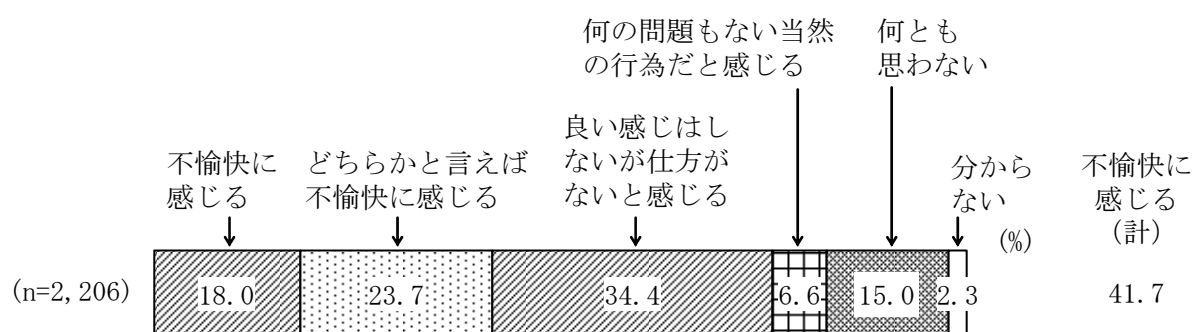 何の問題もない当然
の行為だと感じる
何とも
思わない
良い感じはし
ないが仕方が
ないと感じる
不愉快に
感じる
どちらかと言えば
不愉快に感じる
分から
ない
不愉快に
感じる
(計)
(%)
(n=2,206) 18.0 23.7 34.4 6.6 15.0 2.3 41.7